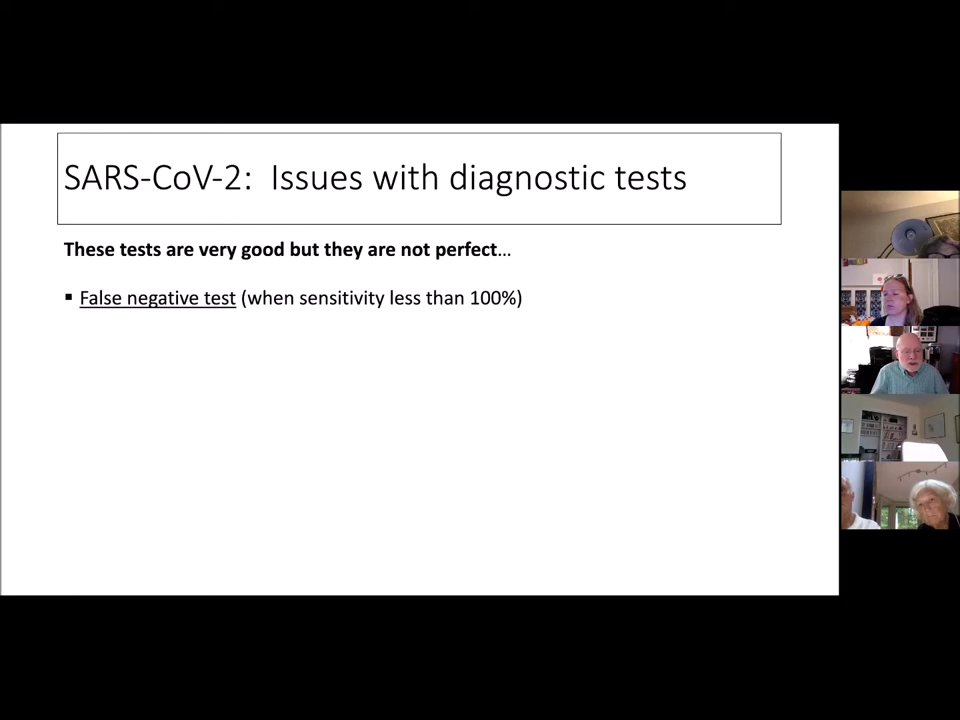 SARS-CoV-2:  Issues with diagnostic tests
These tests are very good but they are not perfect…
▪ False negative test (when sensitivity less than 100%)